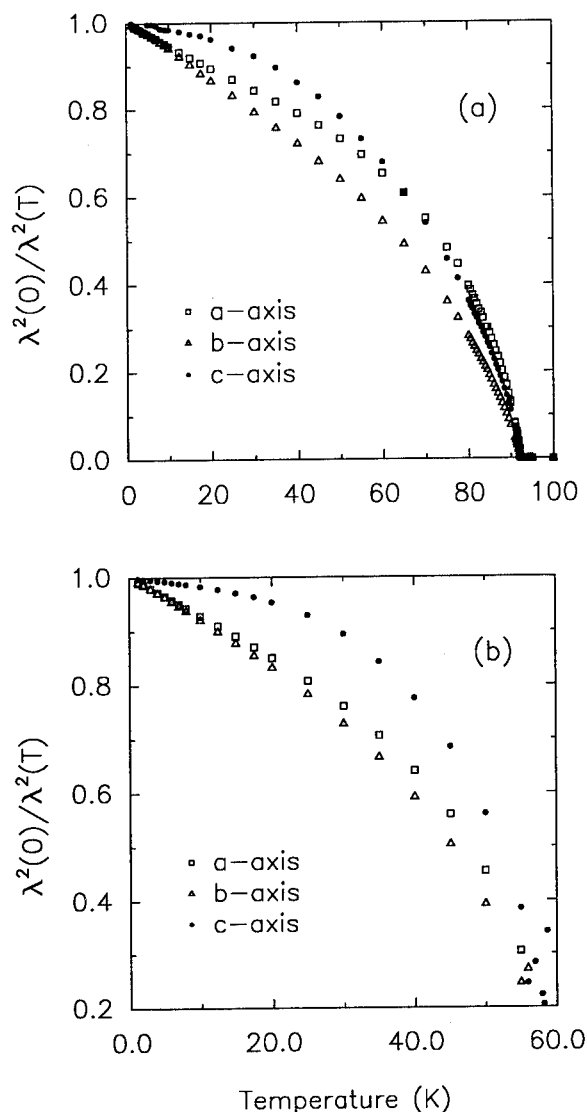 1.0
0.8
0.6
0.4
0.2
0.0
λ²(0)/λ²(T)
(a)
a-axis
b-axis
c-axis
0 20 40 60 80 100
1.0
0.8
0.6
0.4
0.2
λ²(0)/λ²(T)
(b)
a-axis
b-axis
c-axis
0.0 20.0 40.0 60.0
Temperature (K)